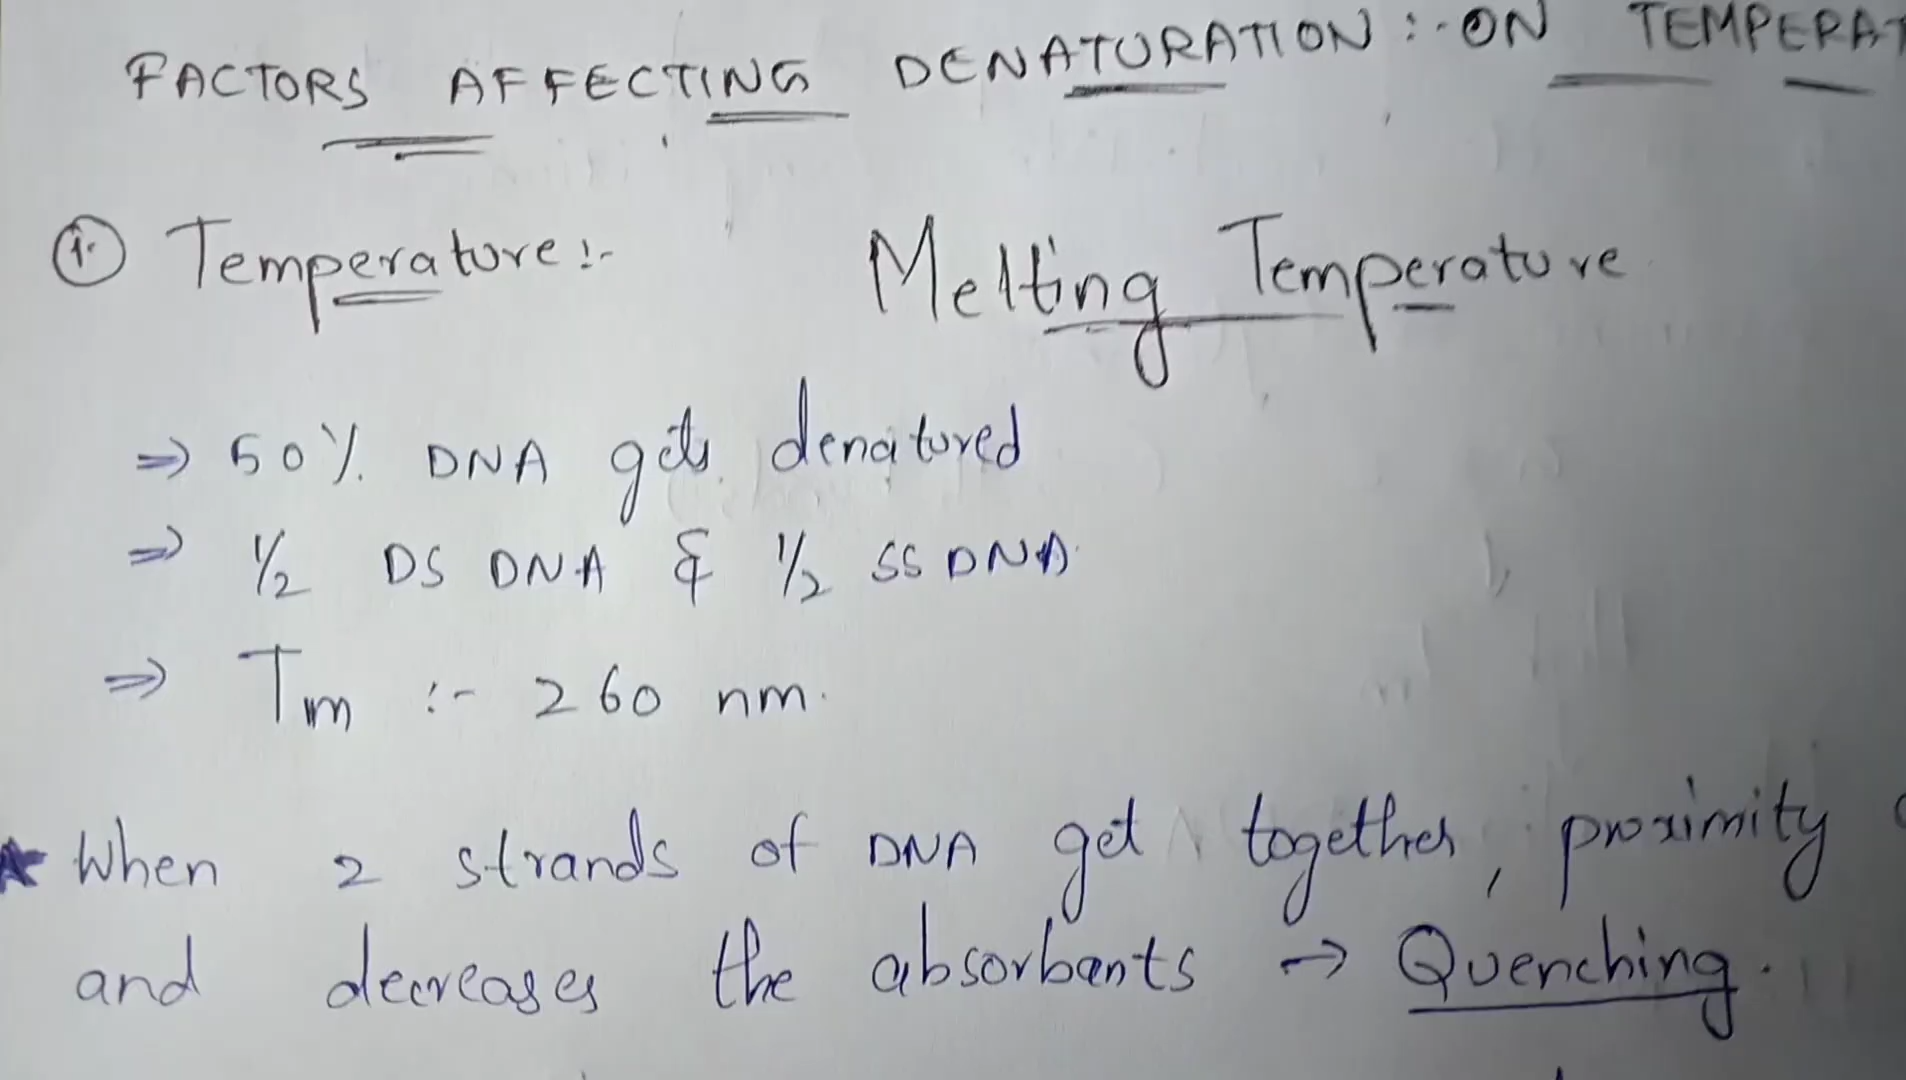 FACTORS AFFECTING DENATURATION :- ON TEMPERAT
1. Temperature :- Melting Temperature
⇒ 50% DNA gets denatured
⇒ 1/2 DS DNA & 1/2 SS DNA
⇒ Tm :- 260 nm.
★ When 2 strands of DNA get together, proximity
and decreases the absorbants → Quenching.